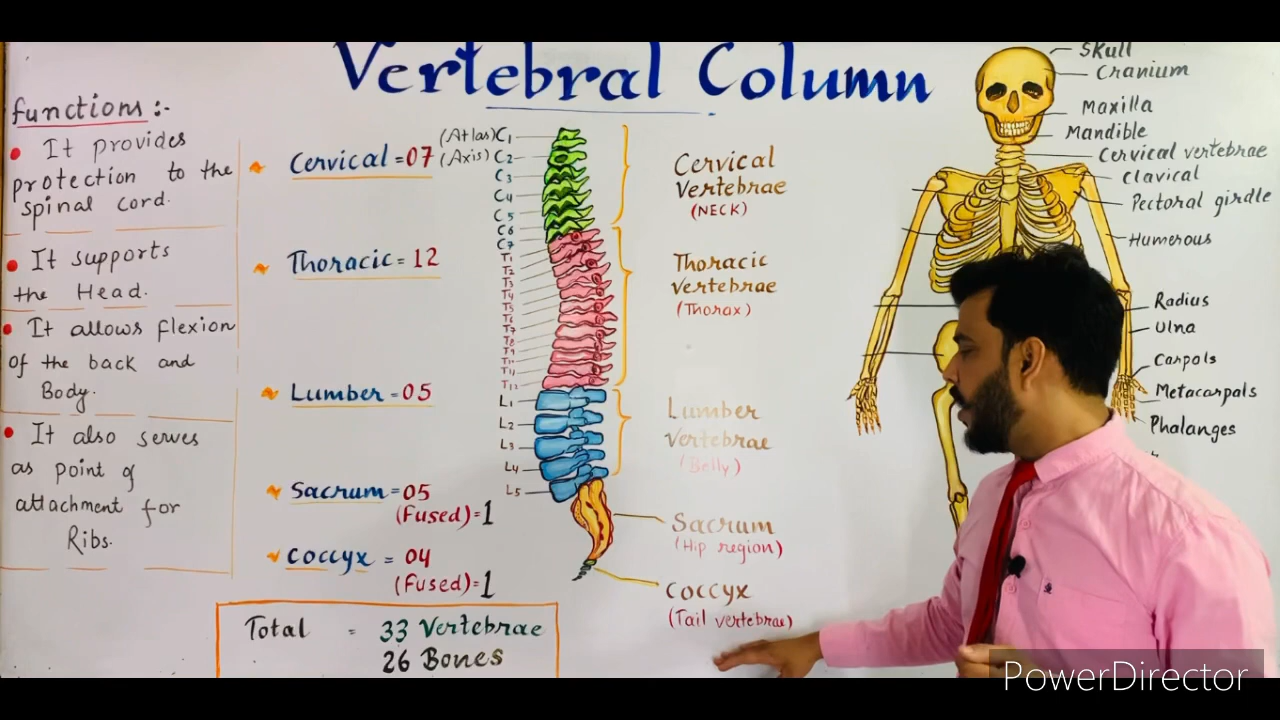 Vertebral Column
functions :-
• It provides
protection to the
spinal cord.
• It supports
the Head.
• It allows flexion
of the back and
Body.
• It also serves
as point of
attachment for
Ribs.
Cervical = 07
Thoracic = 12
Lumber = 05
Sacrum = 05
(Fused) = 1
Coccyx = 04
(Fused) = 1
Total = 33 Vertebrae
26 Bones
(Atlas) C1
(Axis) C2
C3
C4
C5
C6
C7
T1
T2
T3
T4
T5
T6
T7
T8
T9
T11
T12
L1
L2
L3
L4
L5
Cervical
Vertebrae
(NECK)
Thoracic
vertebrae
(Thorax)
Lumber
vertebrae
(Belly)
Sacrum
(Hip region)
Coccyx
(Tail vertebrae)
Skull
Cranium
Maxilla
Mandible
Cervical vertebrae
Clavical
Pectoral girdle
Humerous
Radius
Ulna
Carpols
Metacarpals
Phalanges
PowerDirector